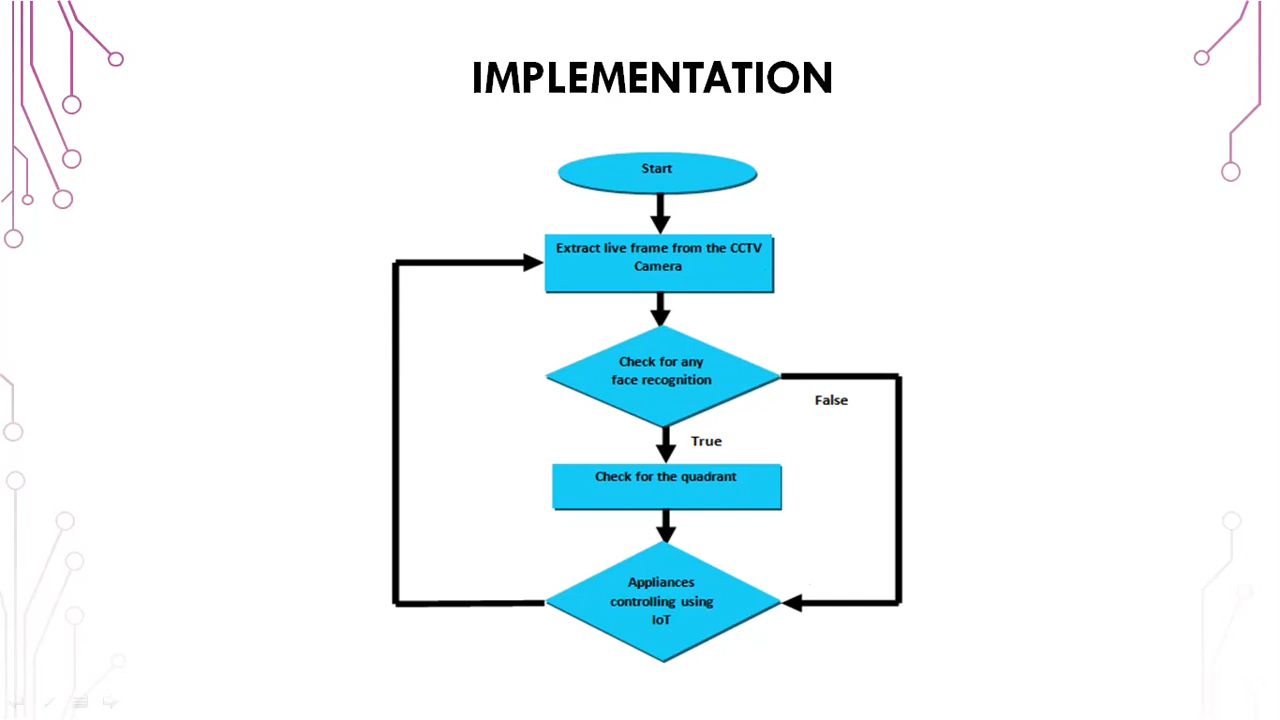 IMPLEMENTATION
Start
Extract live frame from the CCTV
Camera
Check for any
face recognition
False
True
Check for the quadrant
Appliances
controlling using
IoT